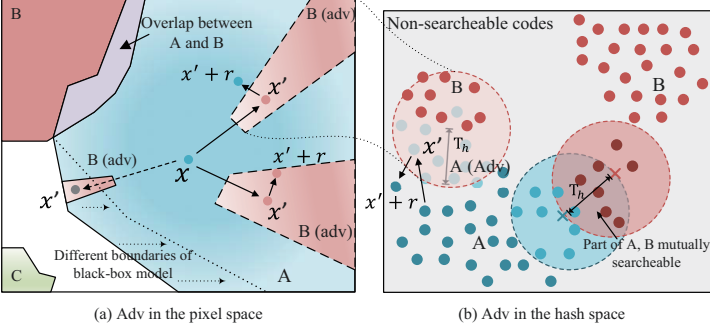 B
Overlap between
A and B
B (adv)
x′ + r
x′
B (adv)
x
x′ + r
x′
x′
B (adv)
Different boundaries of
black-box model
C
A
(a) Adv in the pixel space
Non-searcheable codes
B
B
x′
T_h
A (Adv)
x′ + r
A
T_h
Part of A, B mutually
searcheable
(b) Adv in the hash space